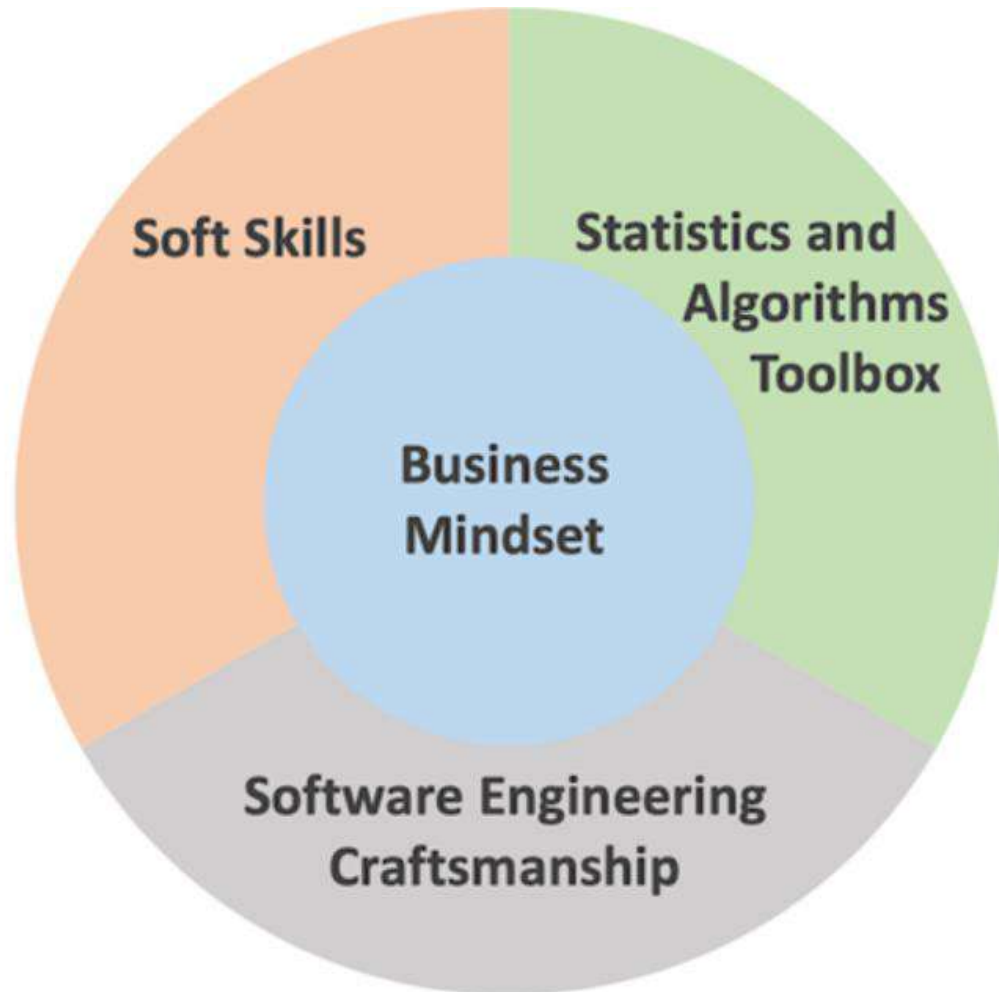 Soft Skills
Statistics and
Algorithms
Toolbox
Business
Mindset
Software Engineering
Craftsmanship